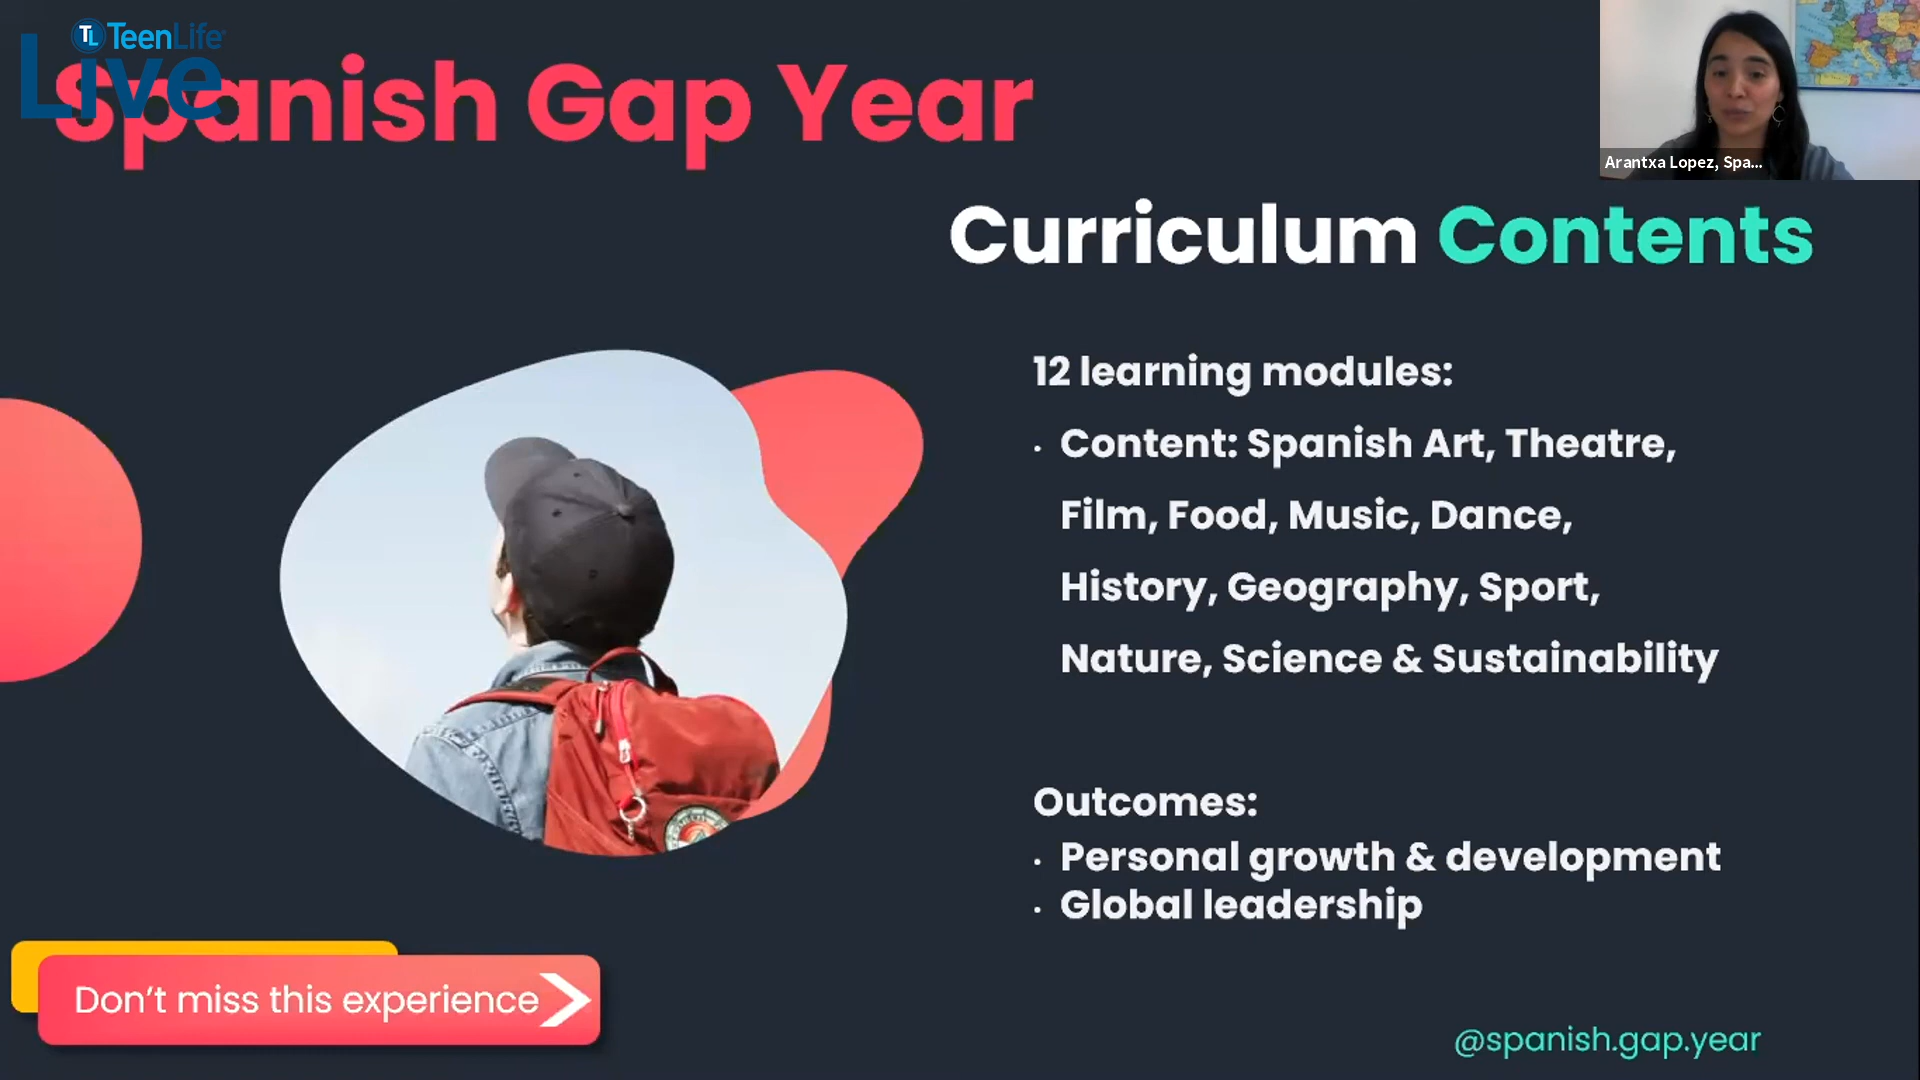 TL TeenLife
Live
Spanish Gap Year
Arantxa Lopez, Spa...
Curriculum Contents
12 learning modules:
· Content: Spanish Art, Theatre,
Film, Food, Music, Dance,
History, Geography, Sport,
Nature, Science & Sustainability
Outcomes:
· Personal growth & development
· Global leadership
Don't miss this experience
@spanish.gap.year